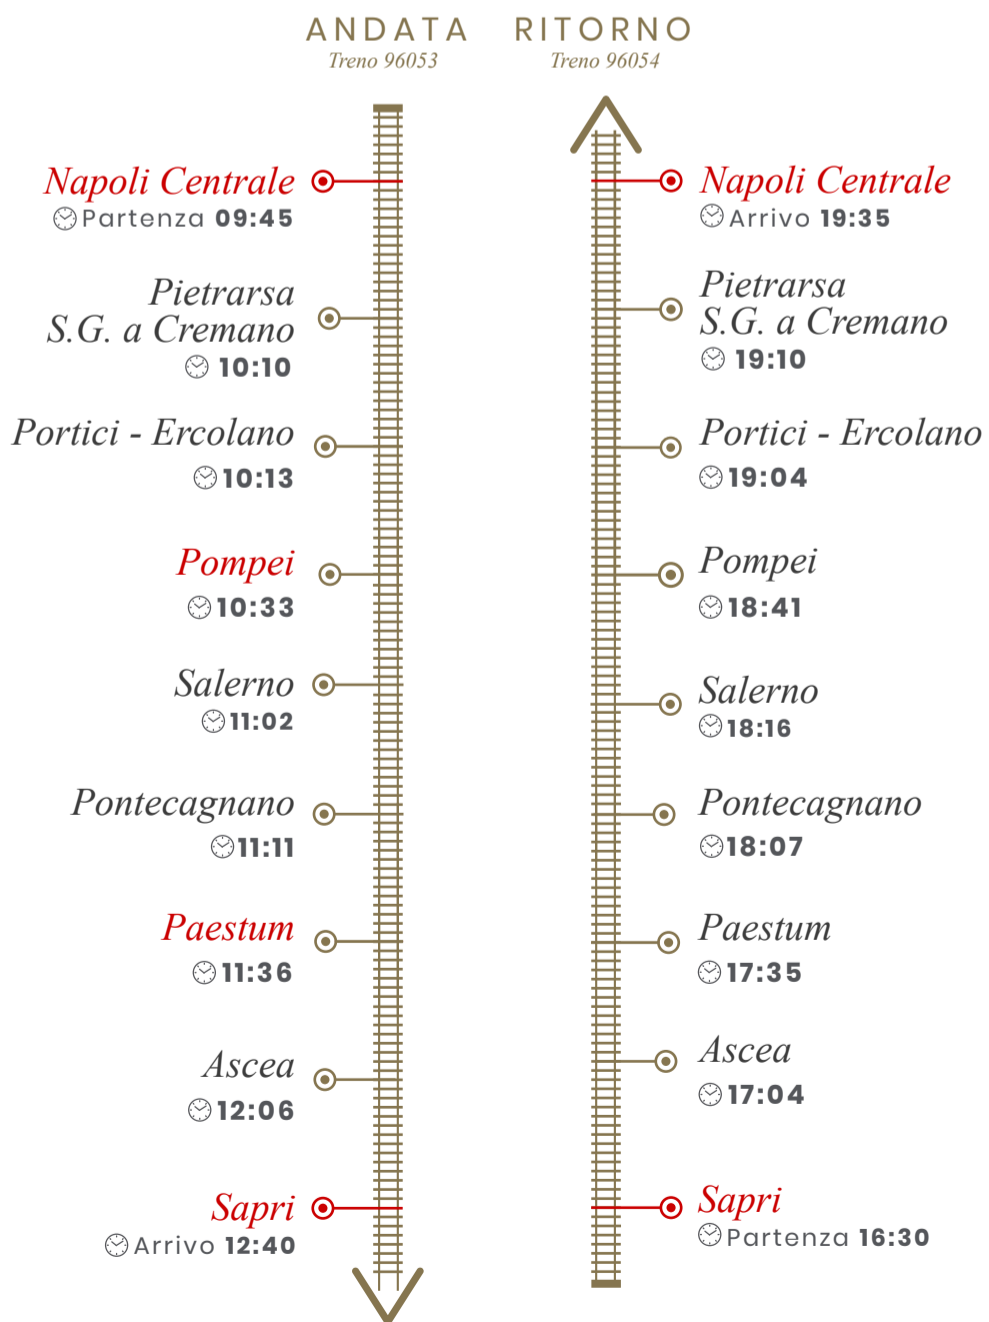 ANDATA
Treno 96053
Napoli Centrale
Partenza 09:45
Pietrarsa
S.G. a Cremano
10:10
Portici - Ercolano
10:13
Pompei
10:33
Salerno
11:02
Pontecagnano
11:11
Paestum
11:36
Ascea
12:06
Sapri
Arrivo 12:40
RITORNO
Treno 96054
Napoli Centrale
Arrivo 19:35
Pietrarsa
S.G. a Cremano
19:10
Portici - Ercolano
19:04
Pompei
18:41
Salerno
18:16
Pontecagnano
18:07
Paestum
17:35
Ascea
17:04
Sapri
Partenza 16:30